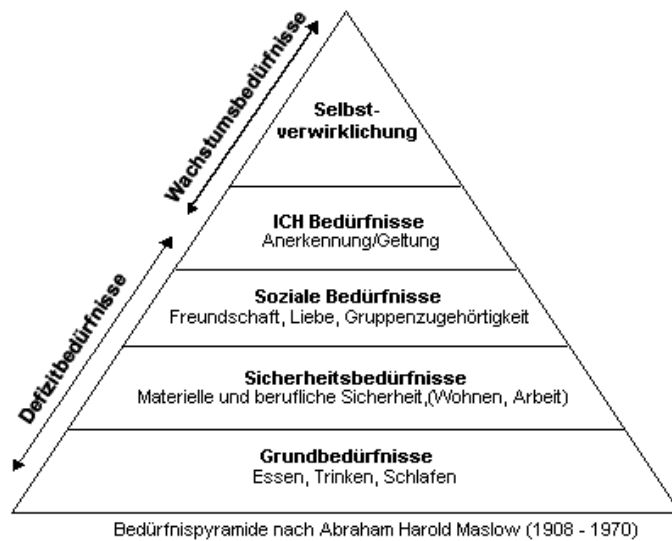 Wachstumsbedürfnisse
Defizitbedürfnisse
Selbst-
verwirklichung
ICH Bedürfnisse
Anerkennung/Geltung
Soziale Bedürfnisse
Freundschaft, Liebe, Gruppenzugehörtigkeit
Sicherheitsbedürfnisse
Materielle und berufliche Sicherheit,(Wohnen, Arbeit)
Grundbedürfnisse
Essen, Trinken, Schlafen
Bedürfnispyramide nach Abraham Harold Maslow (1908 - 1970)